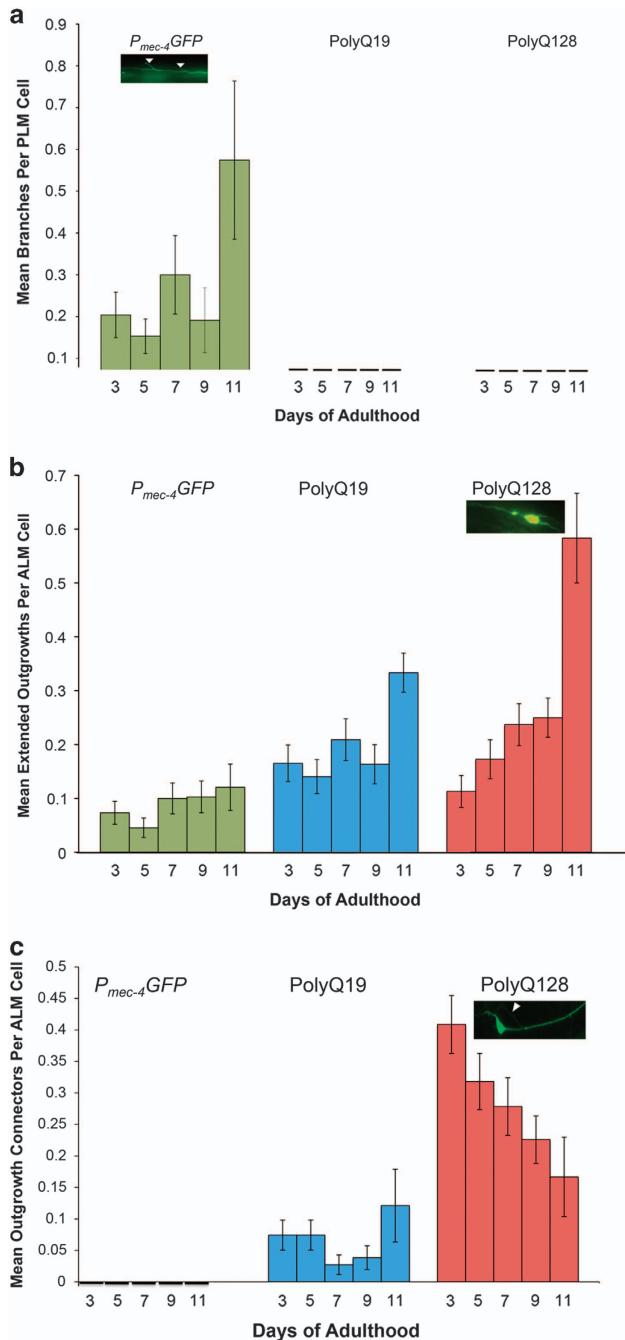 a
P_mec-4GFP PolyQ19 PolyQ128
Mean Branches Per PLM Cell
0.9
0.8
0.7
0.6
0.5
0.4
0.3
0.2
0.1
3 5 7 9 11 3 5 7 9 11 3 5 7 9 11
Days of Adulthood
b
P_mec-4GFP PolyQ19 PolyQ128
Mean Extended Outgrowths Per ALM Cell
0.7
0.6
0.5
0.4
0.3
0.2
0.1
0
3 5 7 9 11 3 5 7 9 11 3 5 7 9 11
Days of Adulthood
c
P_mec-4GFP PolyQ19 PolyQ128
Mean Outgrowth Connectors Per ALM Cell
0.5
0.45
0.4
0.35
0.3
0.25
0.2
0.15
0.1
0.05
0
3 5 7 9 11 3 5 7 9 11 3 5 7 9 11
Days of Adulthood